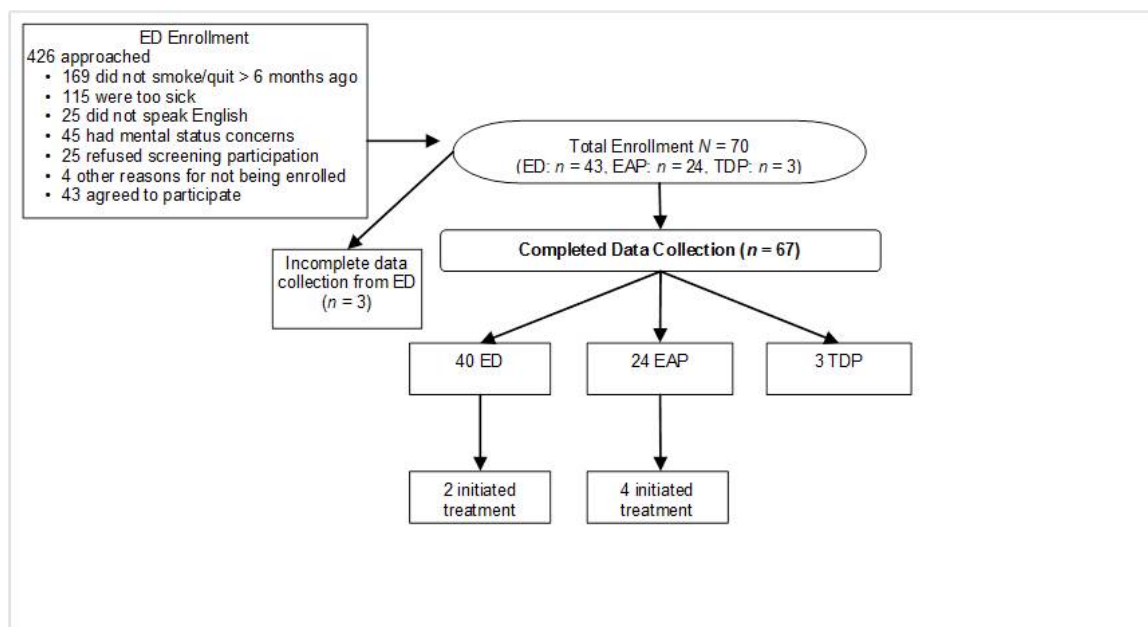 ED Enrollment
426 approached
• 169 did not smoke/quit > 6 months ago
• 115 were too sick
• 25 did not speak English
• 45 had mental status concerns
• 25 refused screening participation
• 4 other reasons for not being enrolled
• 43 agreed to participate
Total Enrollment N = 70
(ED: n = 43, EAP: n = 24, TDP: n = 3)
Incomplete data
collection from ED
(n = 3)
Completed Data Collection (n = 67)
40 ED
24 EAP
3 TDP
2 initiated
treatment
4 initiated
treatment